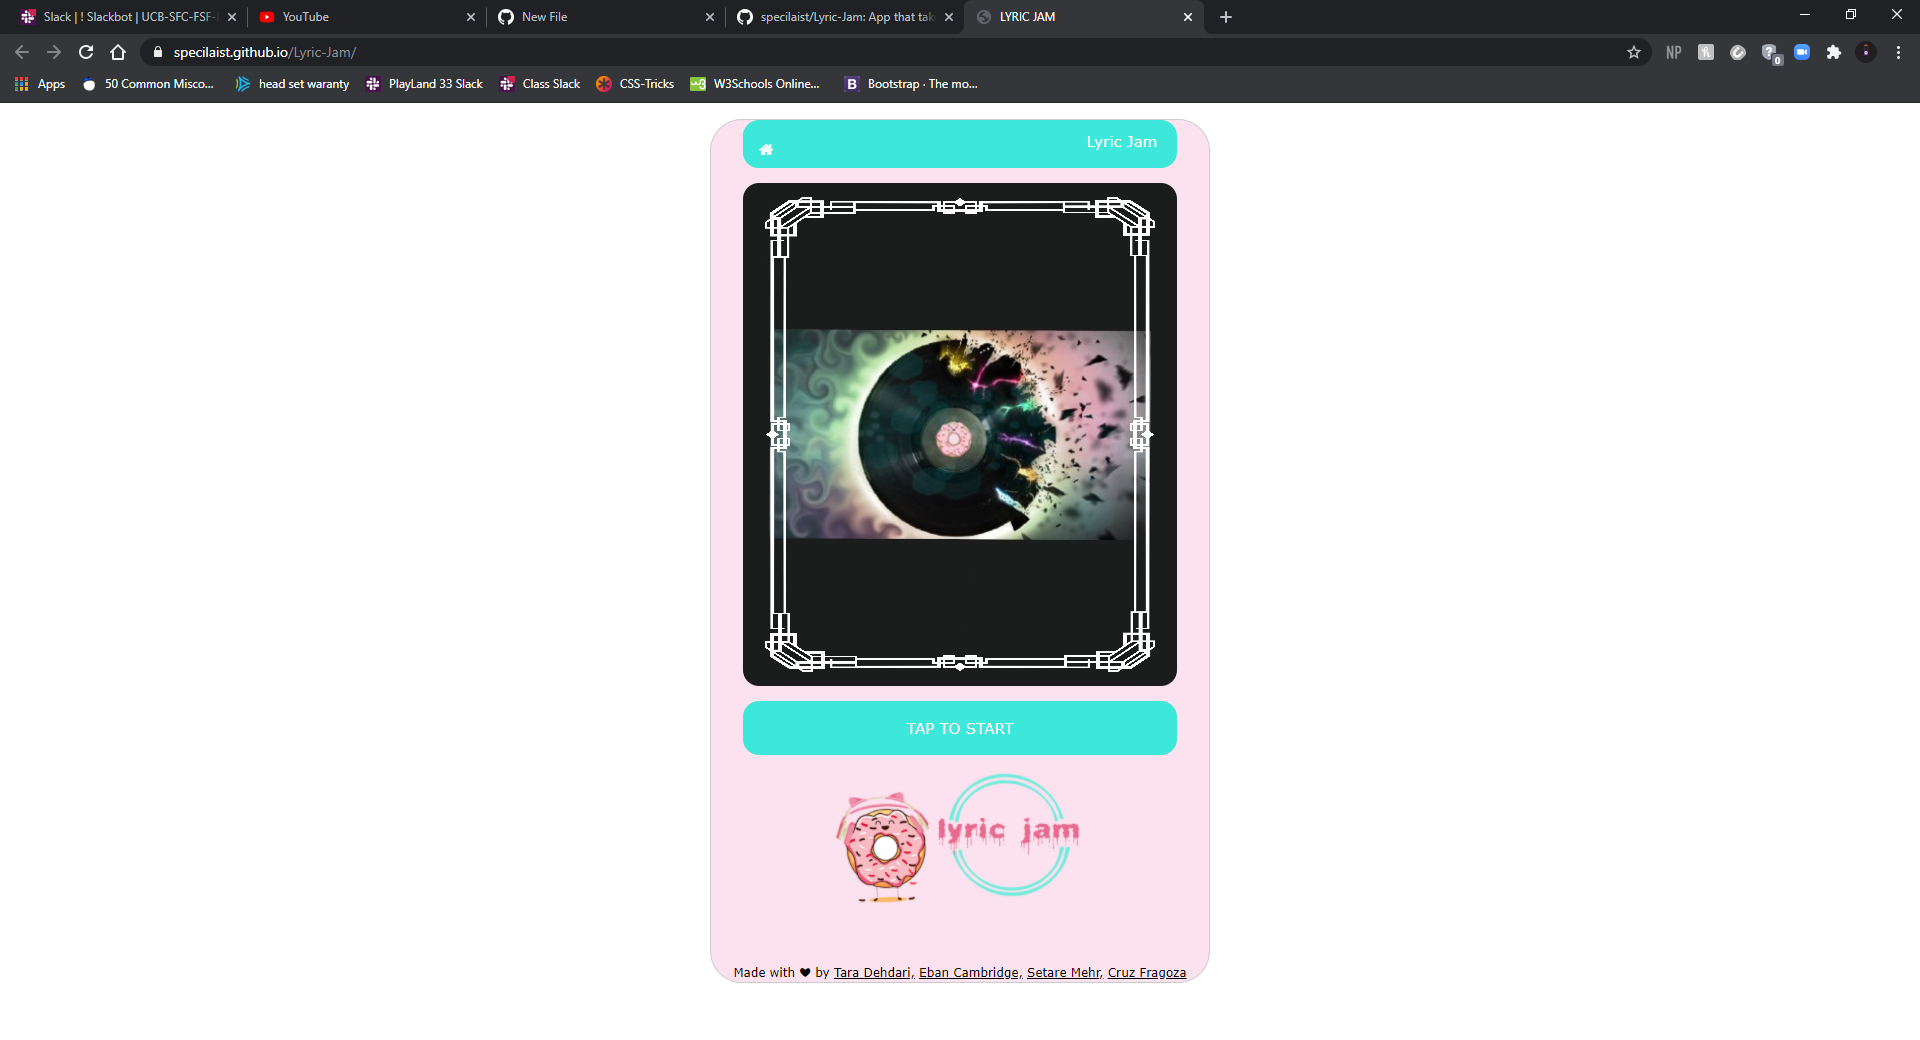 Slack | ! Slackbot | UCB-SFC-FSF-
YouTube
New File
specilaist/Lyric-Jam: App that tak
LYRIC JAM
specilaist.github.io/Lyric-Jam/
NP
0
Apps
50 Common Misco...
head set waranty
PlayLand 33 Slack
Class Slack
CSS-Tricks
W3Schools Online...
B
Bootstrap · The mo...
Lyric Jam
TAP TO START
lyric jam
Made with ♥ by Tara Dehdari, Eban Cambridge, Setare Mehr, Cruz Fragoza